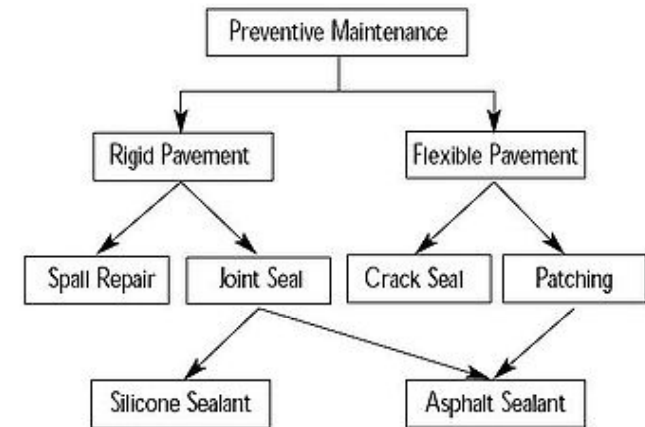 Preventive Maintenance
Rigid Pavement
Flexible Pavement
Spall Repair
Joint Seal
Crack Seal
Patching
Silicone Sealant
Asphalt Sealant